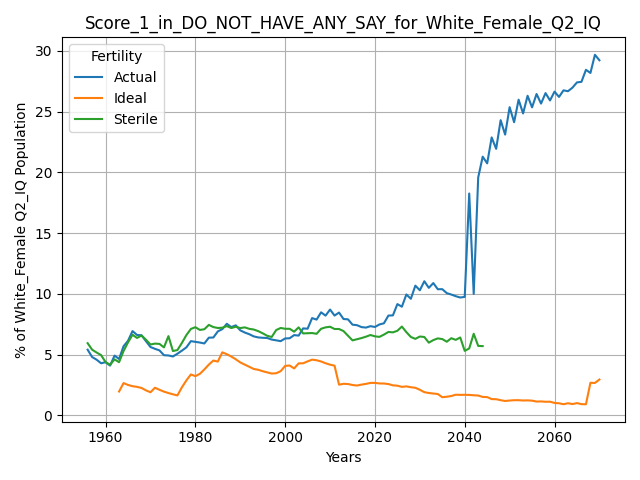 Score_1_in_DO_NOT_HAVE_ANY_SAY_for_White_Female_Q2_IQ
30
25
20
15
10
5
0
% of White_Female Q2_IQ Population
Fertility
Actual
Ideal
Sterile
1960 1980 2000 2020 2040 2060
Years